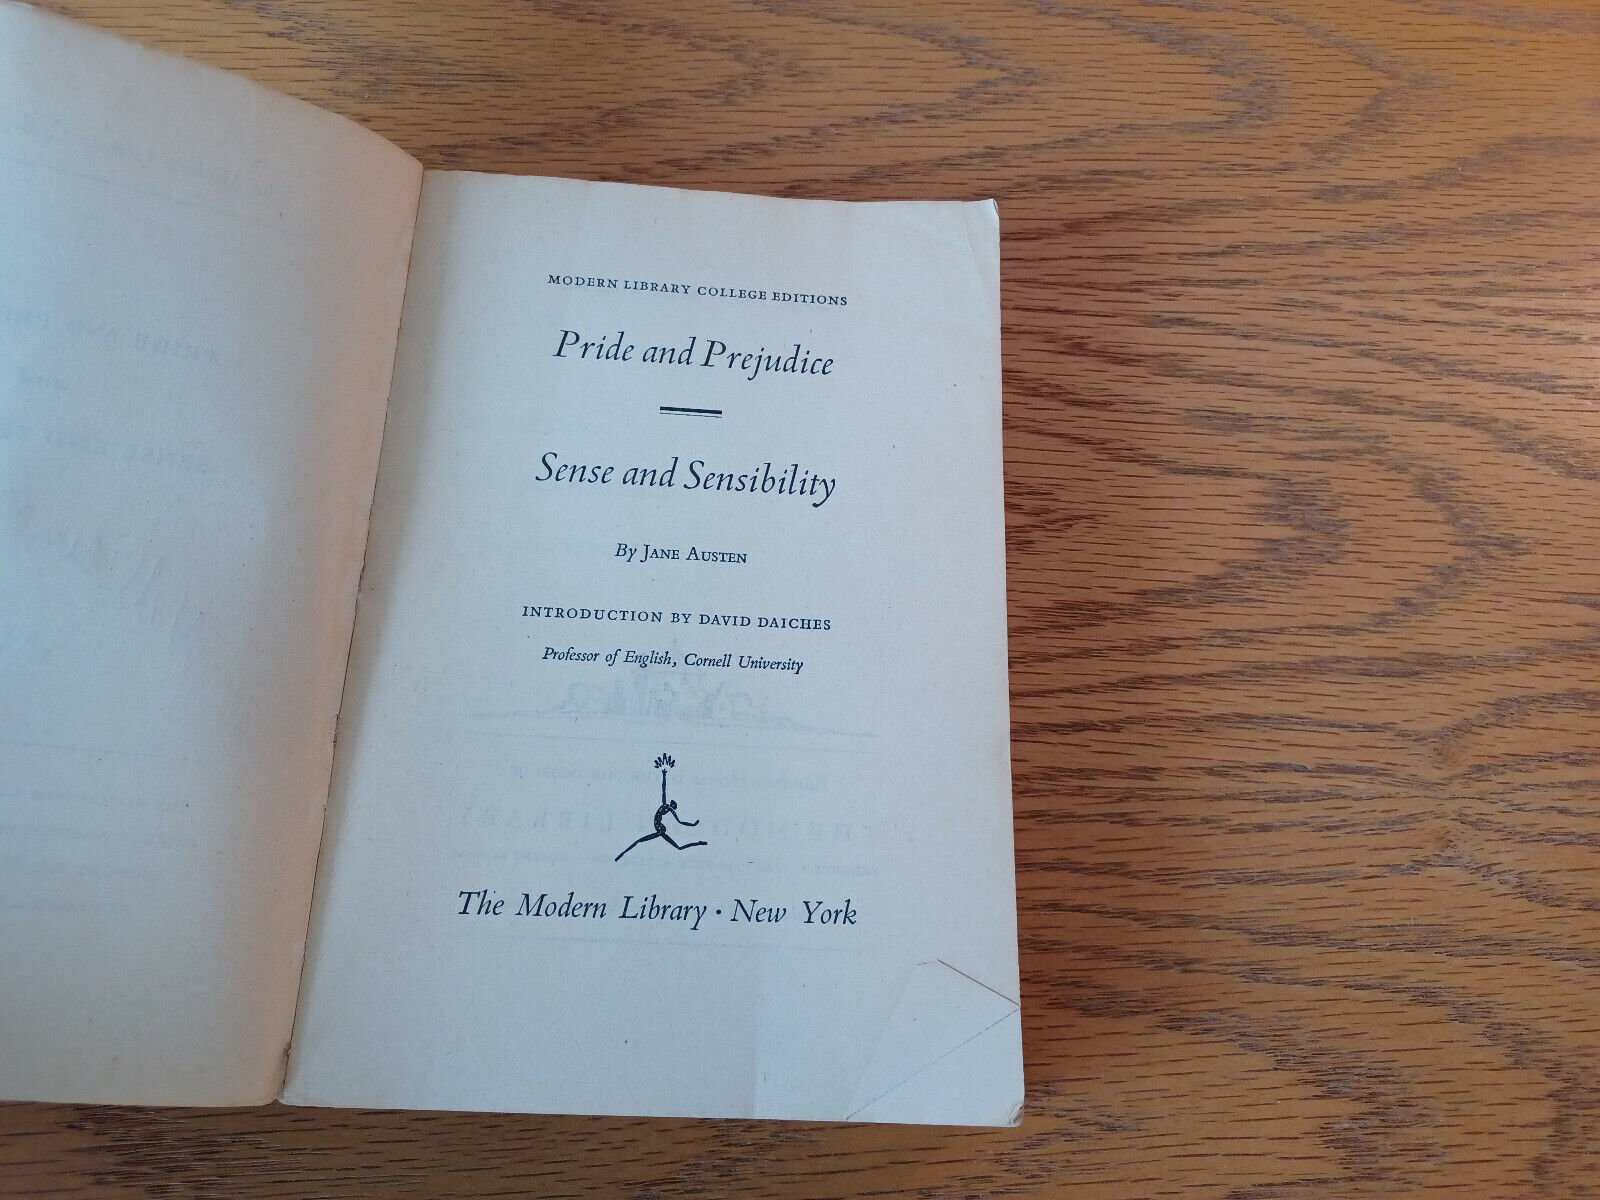 MODERN LIBRARY COLLEGE EDITIONS
Pride and Prejudice
Sense and Sensibility
By JANE AUSTEN
INTRODUCTION BY DAVID DAICHES
Professor of English, Cornell University
The Modern Library · New York